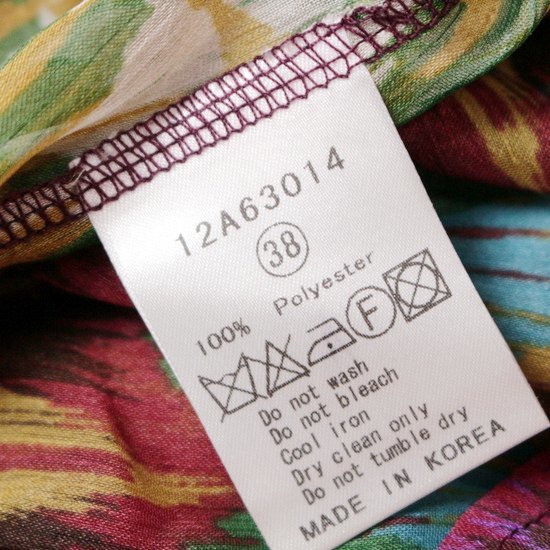 12A63014
38
100% Polyester
F
Do not wash
Do not bleach
Cool iron
Dry clean only
Do not tumble dry
MADE IN KOREA